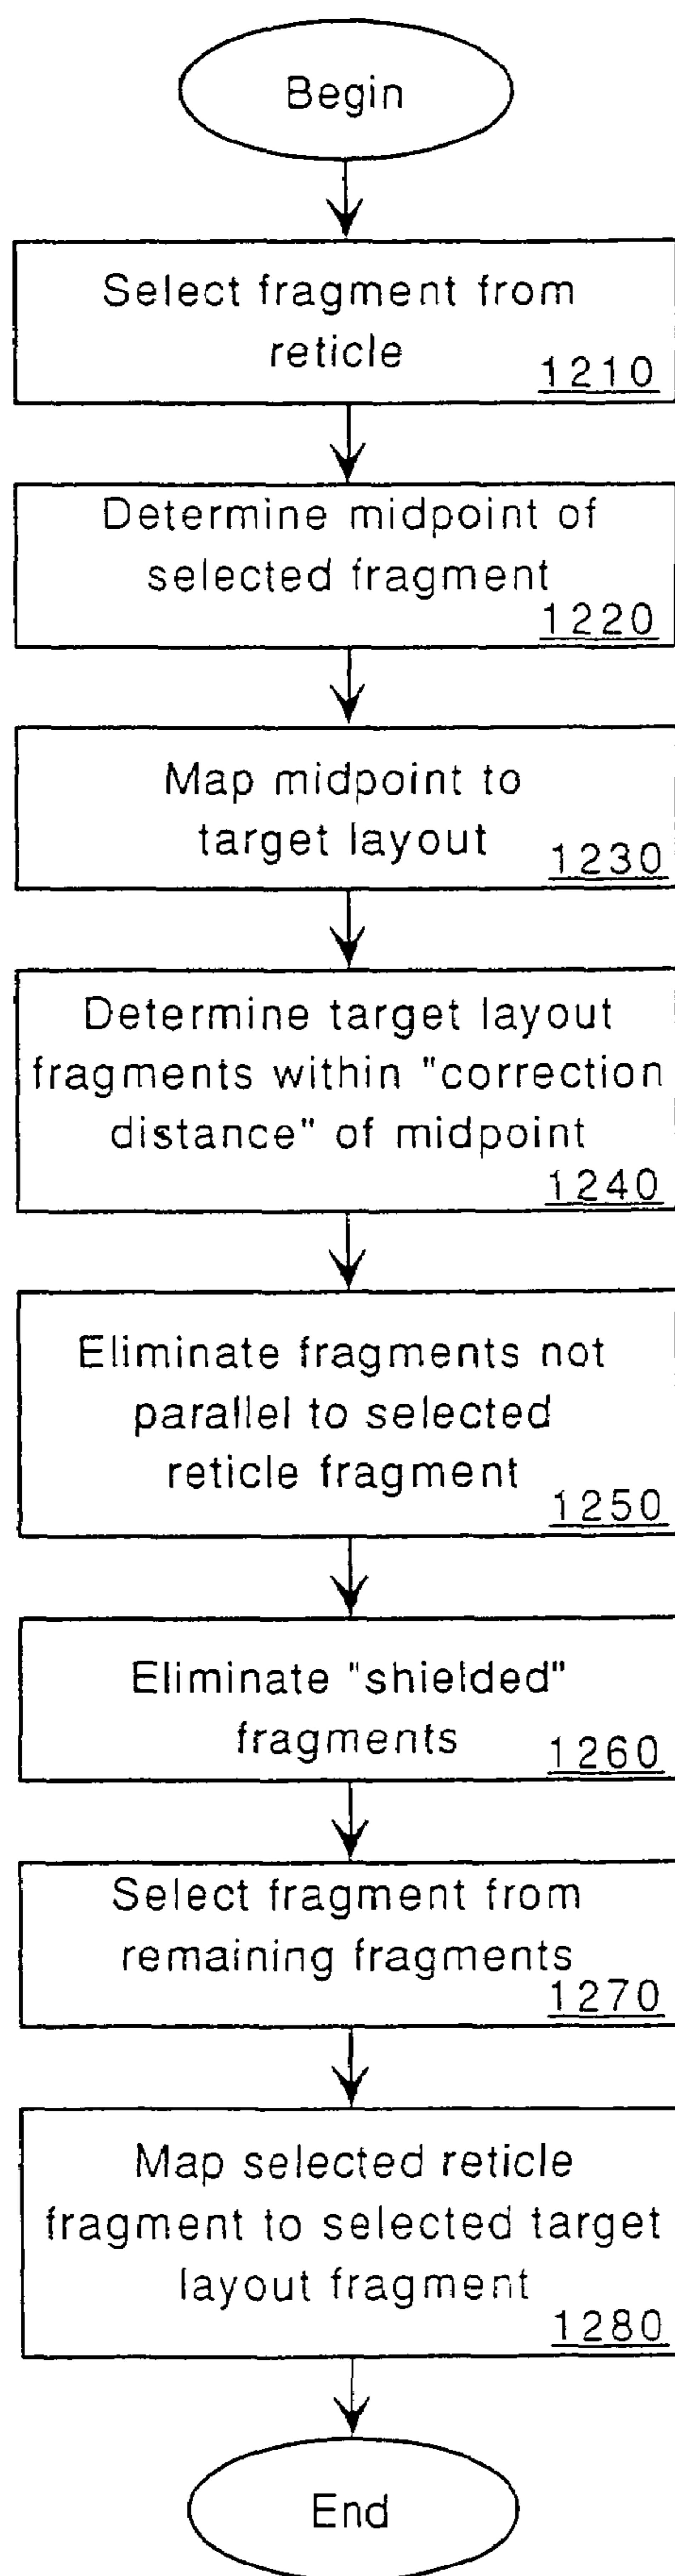 Begin
Select fragment from
reticle
1210
Determine midpoint of
selected fragment
1220
Map midpoint to
target layout
1230
Determine target layout
fragments within "correction
distance" of midpoint
1240
Eliminate fragments not
parallel to selected
reticle fragment
1250
Eliminate "shielded"
fragments
1260
Select fragment from
remaining fragments
1270
Map selected reticle
fragment to selected target
layout fragment
1280
End